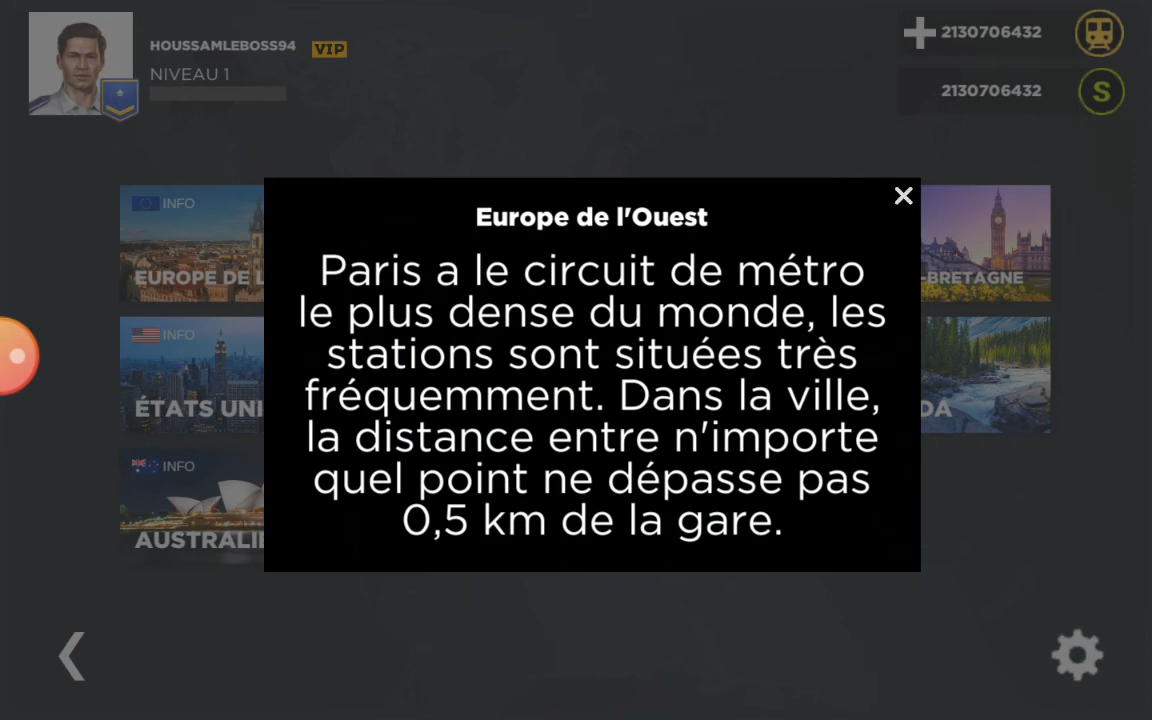 HOUSSAMLEBOSS94 VIP
NIVEAU 1
2130706432
2130706432
S
Europe de l'Ouest
Paris a le circuit de métro
le plus dense du monde, les
stations sont situées très
fréquemment. Dans la ville,
la distance entre n'importe
quel point ne dépasse pas
0,5 km de la gare.
INFO
EUROPE DE L
-BRETAGNE
INFO
ÉTATS UNI
DA
INFO
AUSTRALIE